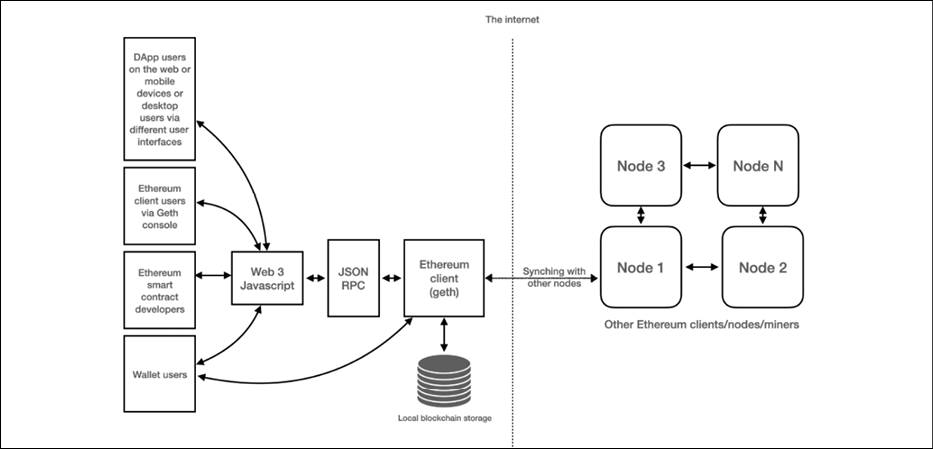 The internet
DApp users
on the web or
mobile
devices or
desktop
users via
different user
interfaces
Ethereum
client users
via Geth
console
Ethereum
smart
contract
developers
Wallet users
Web 3
Javascript
JSON
RPC
Ethereum
client
(geth)
Local blockchain storage
Synching with
other nodes
Node 3
Node N
Node 1
Node 2
Other Ethereum clients/nodes/miners